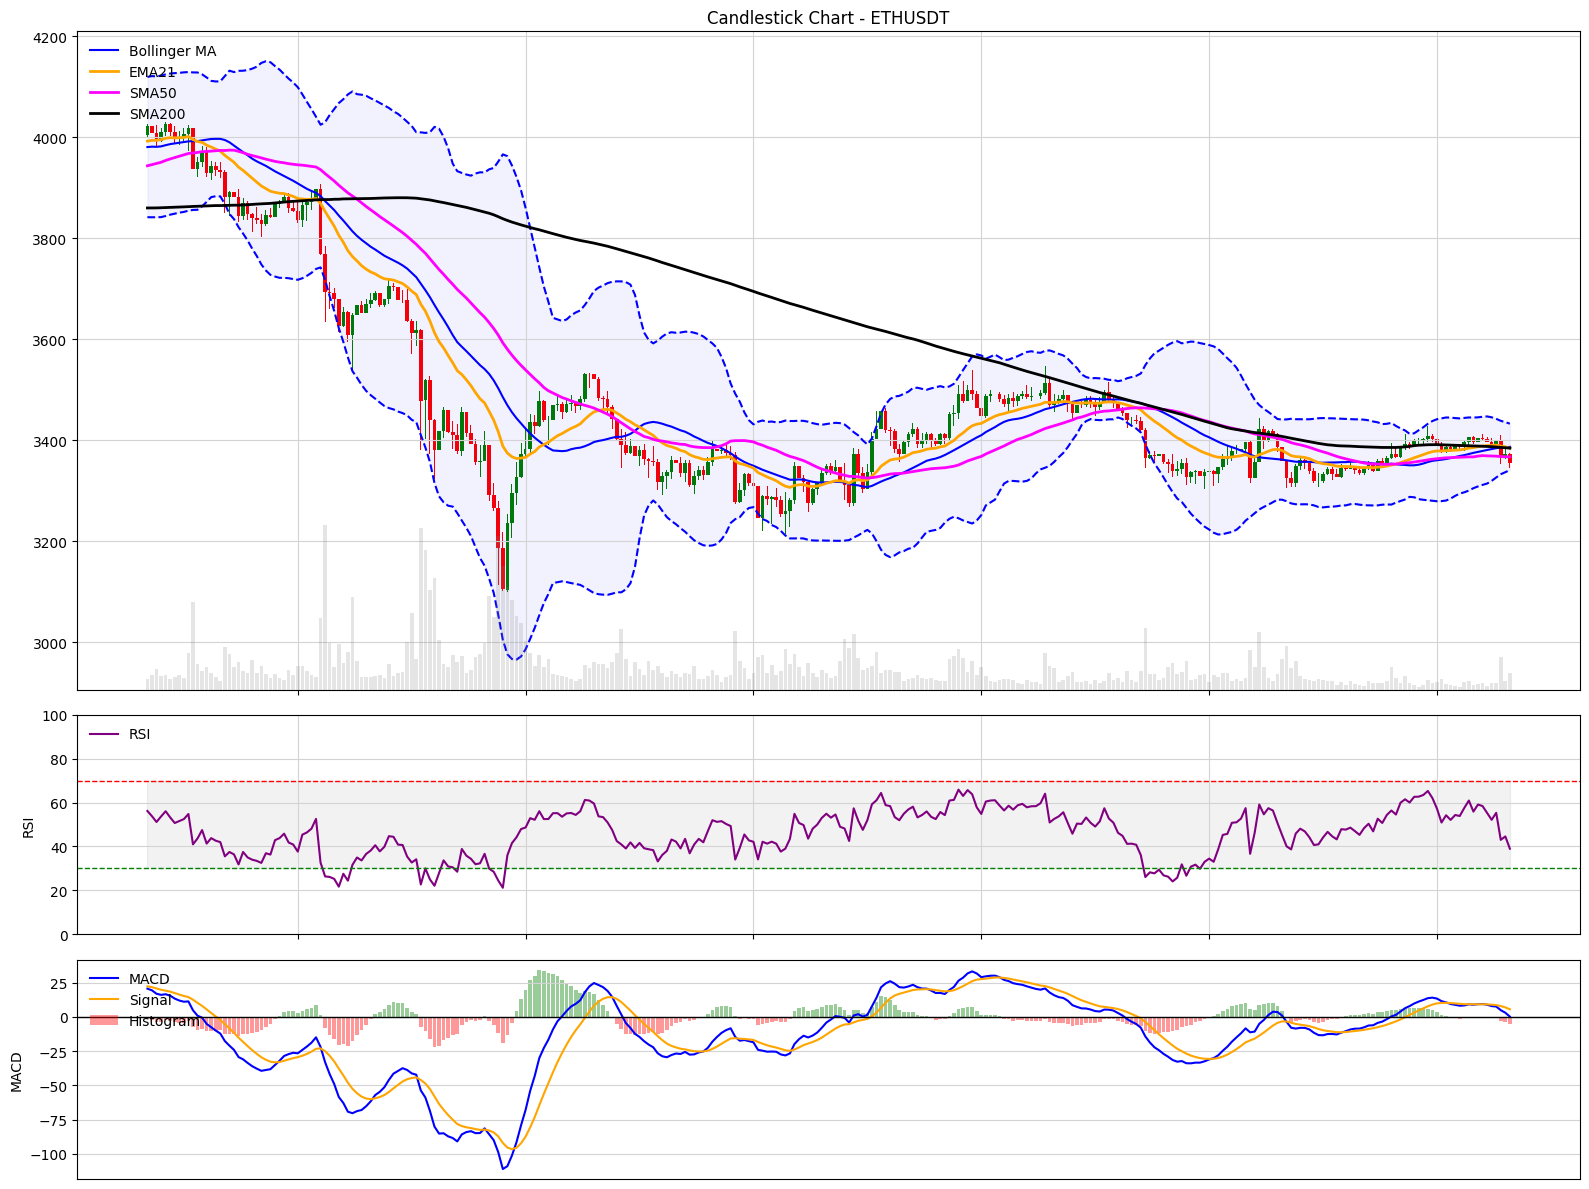 Candlestick Chart - ETHUSDT
4200
4000
3800
3600
3400
3200
3000
Bollinger MA
EMA21
SMA50
SMA200
100
80
60
40
20
0
RSI
RSI
25
0
−25
−50
−75
−100
MACD
MACD
Signal
Histogram